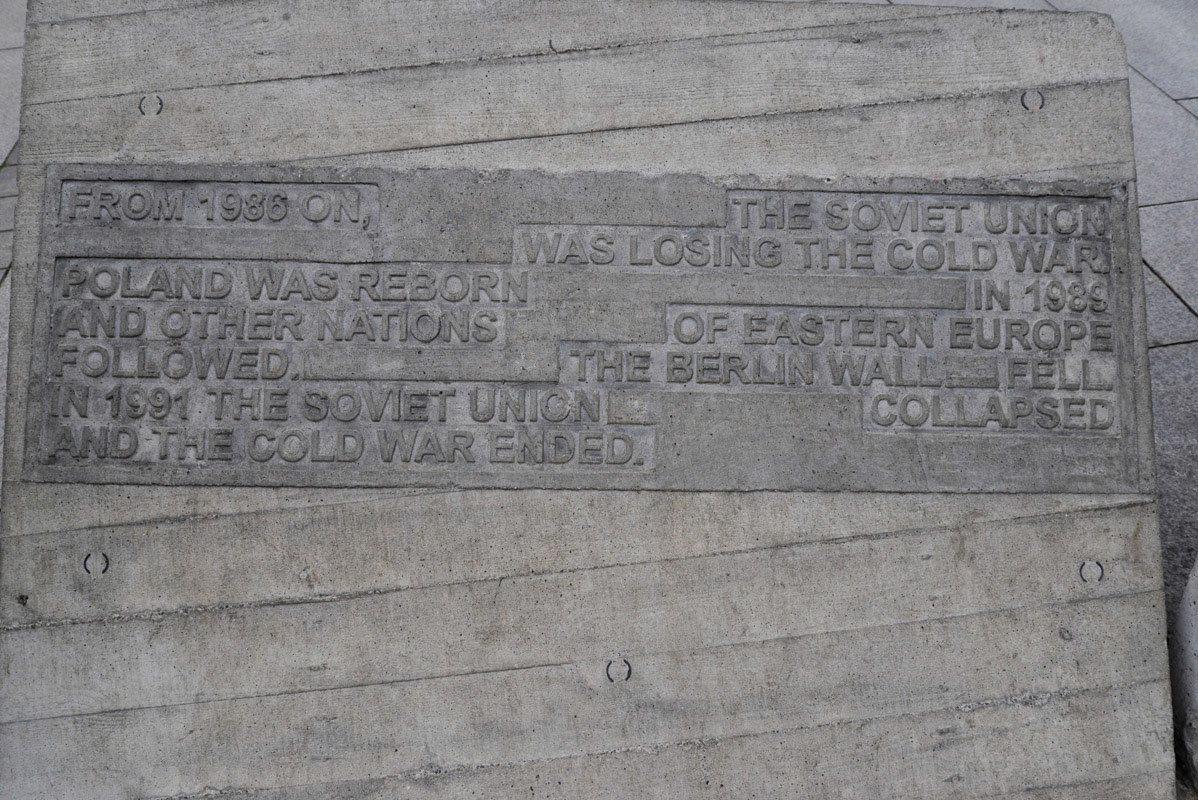 FROM 1986 ON, THE SOVIET UNION
WAS LOSING THE COLD WAR.
POLAND WAS REBORN IN 1989
AND OTHER NATIONS OF EASTERN EUROPE
FOLLOWED. THE BERLIN WALL FELL.
IN 1991 THE SOVIET UNION COLLAPSED
AND THE COLD WAR ENDED.